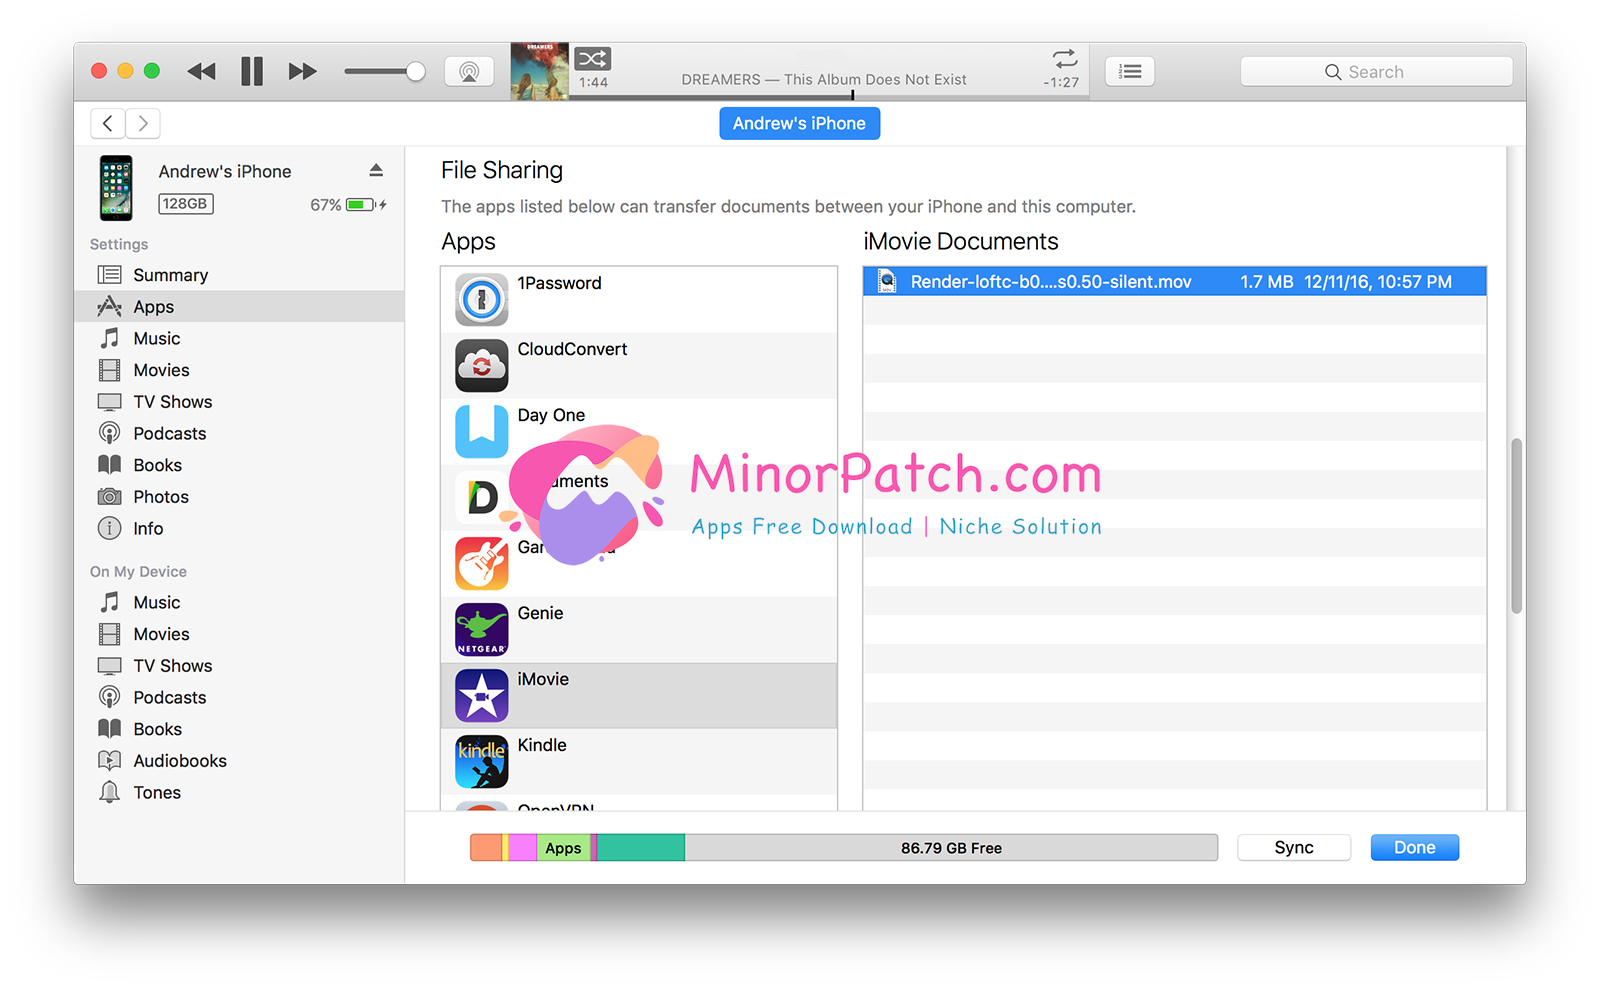 DREAMERS
1:44
DREAMERS — This Album Does Not Exist
-1:27
Search
Andrew's iPhone
Andrew's iPhone
128GB
67%
Settings
Summary
Apps
Music
Movies
TV Shows
Podcasts
Books
Photos
Info
On My Device
Music
Movies
TV Shows
Podcasts
Books
Audiobooks
Tones
File Sharing
The apps listed below can transfer documents between your iPhone and this computer.
Apps
1Password
CloudConvert
Day One
uments
Ga
Genie
NETGEAR
iMovie
kindle
Kindle
OpenVPN
iMovie Documents
Render-loftc-b0....s0.50-silent.mov 1.7 MB 12/11/16, 10:57 PM
MinorPatch.com
Apps Free Download | Niche Solution
Apps
86.79 GB Free
Sync
Done